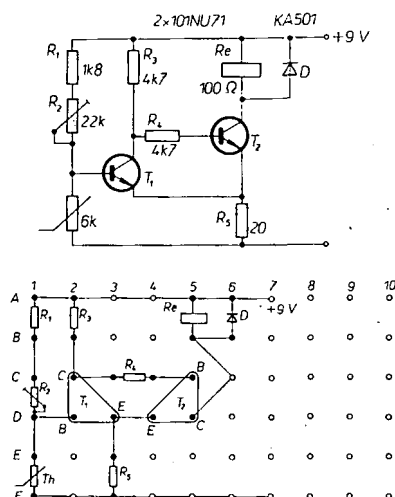 2×101NU71 KA501
+9 V
R1 1k8
R3 4k7
Re 100 Ω
D
R2 22k
R4 4k7
T1
T2
6k
R5 20
1 2 3 4 5 6 7 8 9 10
A Re D +9 V
R1 R3
B
C C R4 B
R2 T1 E T2
D B E C
E
Th R5
F